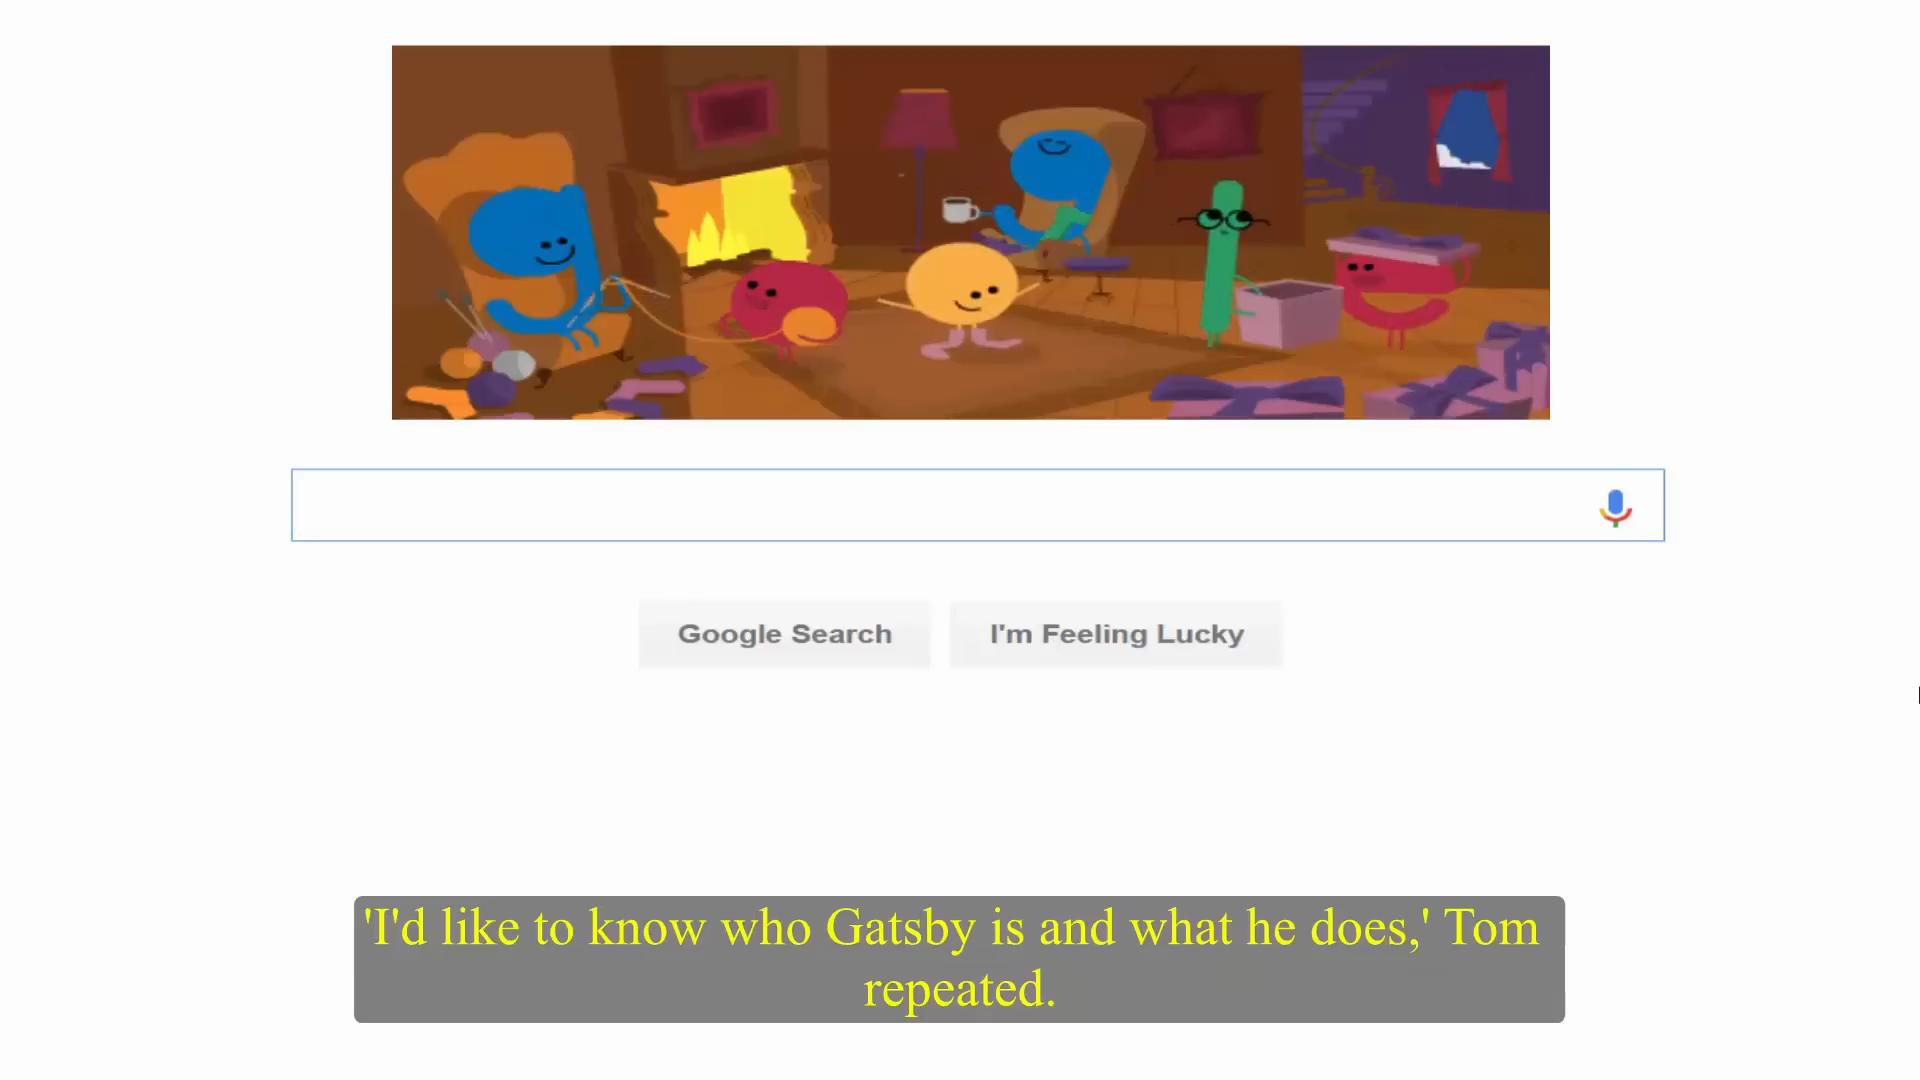 Google Search
I'm Feeling Lucky
'I'd like to know who Gatsby is and what he does,' Tom
repeated.